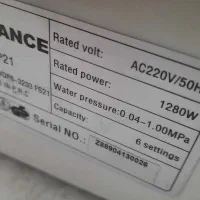 ANCE
P21
Rated volt: AC220V/50H
Rated power: 1280W
Water pressure: 0.04~1.00MPa
Capacity: 6 settings
Serial NO.: